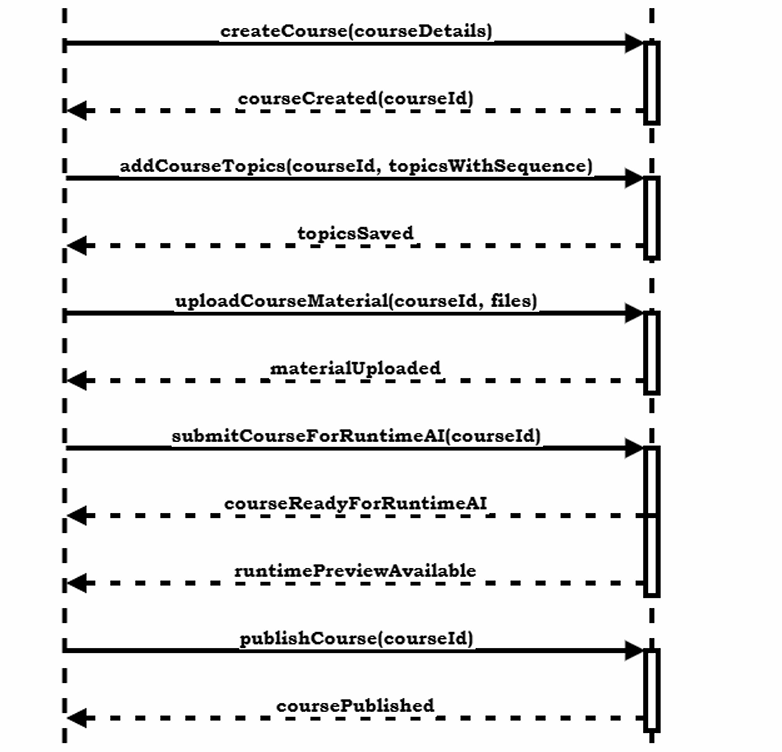 createCourse(courseDetails)
courseCreated(courseId)
addCourseTopics(courseId, topicsWithSequence)
topicsSaved
uploadCourseMaterial(courseId, files)
materialUploaded
submitCourseForRuntimeAI(courseId)
courseReadyForRuntimeAI
runtimePreviewAvailable
publishCourse(courseId)
coursePublished